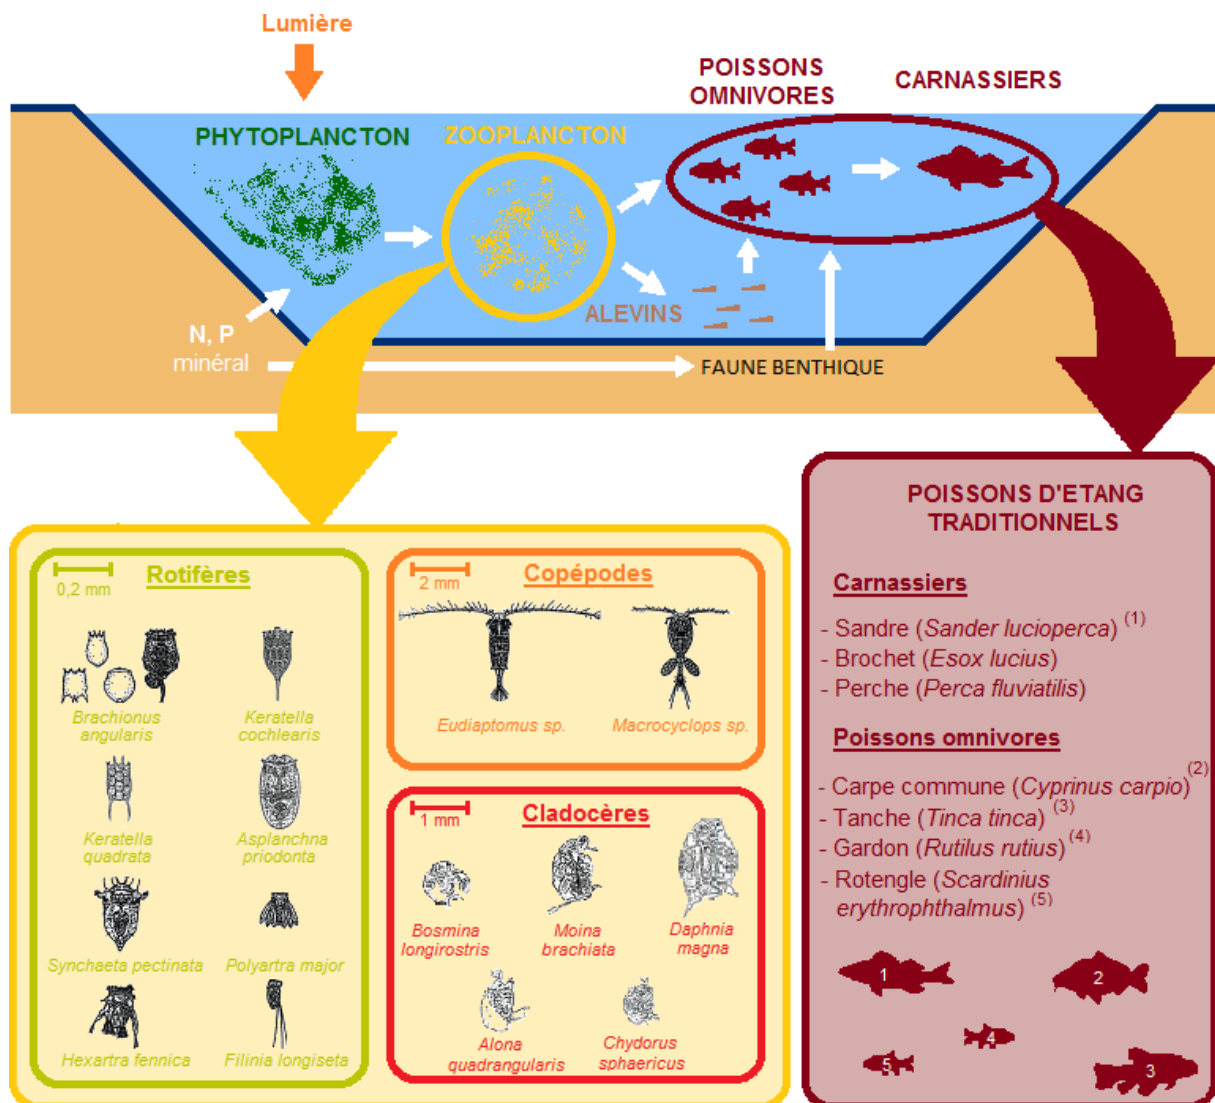 Lumière
POISSONS
OMNIVORES
CARNASSIERS
PHYTOPLANCTON
ZOOPLANCTON
ALEVINS
N, P
minéral
FAUNE BENTHIQUE
Rotifères
0,2 mm
Brachionus
angularis
Keratella
cochlearis
Keratella
quadrata
Asplanchna
priodonta
Synchaeta pectinata
Polyartra major
Hexartra fennica
Filinia longiseta
Copépodes
2 mm
Eudiaptomus sp.
Macrocyclops sp.
Cladocères
1 mm
Bosmina
longirostris
Moina
brachiata
Daphnia
magna
Alona
quadrangularis
Chydorus
sphaericus
POISSONS D'ETANG
TRADITIONNELS
Carnassiers
- Sandre (Sander lucioperca) (1)
- Brochet (Esox lucius)
- Perche (Perca fluviatilis)
Poissons omnivores
- Carpe commune (Cyprinus carpio) (2)
- Tanche (Tinca tinca) (3)
- Gardon (Rutilus rutius) (4)
- Rotengle (Scardinius
erythrophthalmus) (5)
1
2
4
5
3